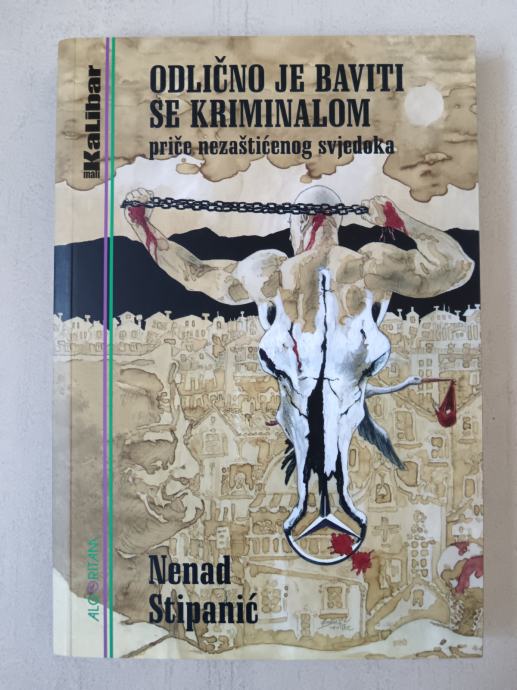 ODLIČNO JE BAVITI
SE KRIMINALOM
priče nezaštićenog svjedoka
mali KaLibar
ALGORITAM
Nenad
Stipanić